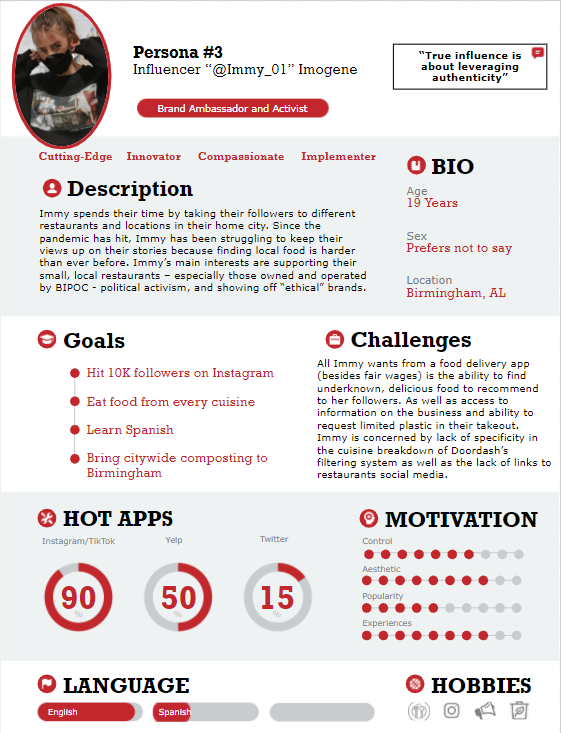 Persona #3
Influencer “@Immy_01” Imogene
Brand Ambassador and Activist
“True influence is
about leveraging
authenticity”
Cutting-Edge Innovator Compassionate Implementer
Description
Immy spends their time by taking their followers to different
restaurants and locations in their home city. Since the
pandemic has hit, Immy has been struggling to keep their
views up on their stories because finding local food is harder
than ever before. Immy’s main interests are supporting their
small, local restaurants – especially those owned and operated
by BIPOC - political activism, and showing off “ethical” brands.
BIO
Age
19 Years
Sex
Prefers not to say
Location
Birmingham, AL
Goals
Hit 10K followers on Instagram
Eat food from every cuisine
Learn Spanish
Bring citywide composting to
Birmingham
Challenges
All Immy wants from a food delivery app
(besides fair wages) is the ability to find
underknown, delicious food to recommend
to her followers. As well as access to
information on the business and ability to
request limited plastic in their takeout.
Immy is concerned by lack of specificity in
the cuisine breakdown of Doordash’s
filtering system as well as the lack of links to
restaurants social media.
HOT APPS
Instagram/TikTok Yelp Twitter
90 50 15
% % %
MOTIVATION
Control
Aesthetic
Popularity
Experiences
LANGUAGE
English Spanish
HOBBIES